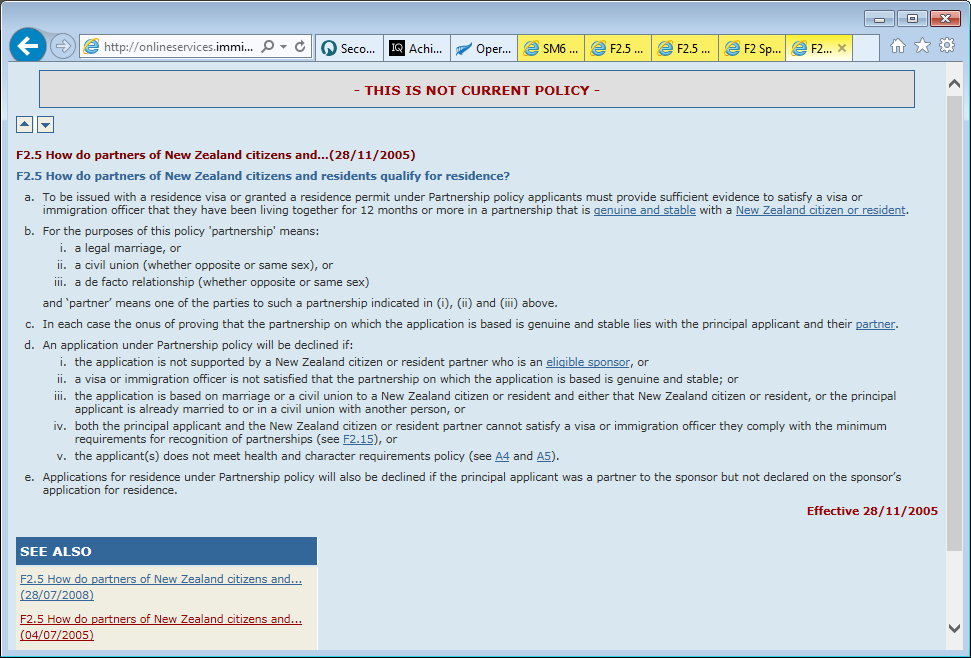 http://onlineservices.immi...
Seco...
IQ Achi...
Oper...
SM6 ...
F2.5 ...
F2.5 ...
F2 Sp...
F2...
- THIS IS NOT CURRENT POLICY -
F2.5 How do partners of New Zealand citizens and...(28/11/2005)
F2.5 How do partners of New Zealand citizens and residents qualify for residence?
a. To be issued with a residence visa or granted a residence permit under Partnership policy applicants must provide sufficient evidence to satisfy a visa or
immigration officer that they have been living together for 12 months or more in a partnership that is genuine and stable with a New Zealand citizen or resident.
b. For the purposes of this policy 'partnership' means:
i. a legal marriage, or
ii. a civil union (whether opposite or same sex), or
iii. a de facto relationship (whether opposite or same sex)
and ‘partner’ means one of the parties to such a partnership indicated in (i), (ii) and (iii) above.
c. In each case the onus of proving that the partnership on which the application is based is genuine and stable lies with the principal applicant and their partner.
d. An application under Partnership policy will be declined if:
i. the application is not supported by a New Zealand citizen or resident partner who is an eligible sponsor, or
ii. a visa or immigration officer is not satisfied that the partnership on which the application is based is genuine and stable; or
iii. the application is based on marriage or a civil union to a New Zealand citizen or resident and either that New Zealand citizen or resident, or the principal
applicant is already married to or in a civil union with another person, or
iv. both the principal applicant and the New Zealand citizen or resident partner cannot satisfy a visa or immigration officer they comply with the minimum
requirements for recognition of partnerships (see F2.15), or
v. the applicant(s) does not meet health and character requirements policy (see A4 and A5).
e. Applications for residence under Partnership policy will also be declined if the principal applicant was a partner to the sponsor but not declared on the sponsor’s
application for residence.
Effective 28/11/2005
SEE ALSO
F2.5 How do partners of New Zealand citizens and...
(28/07/2008)
F2.5 How do partners of New Zealand citizens and...
(04/07/2005)